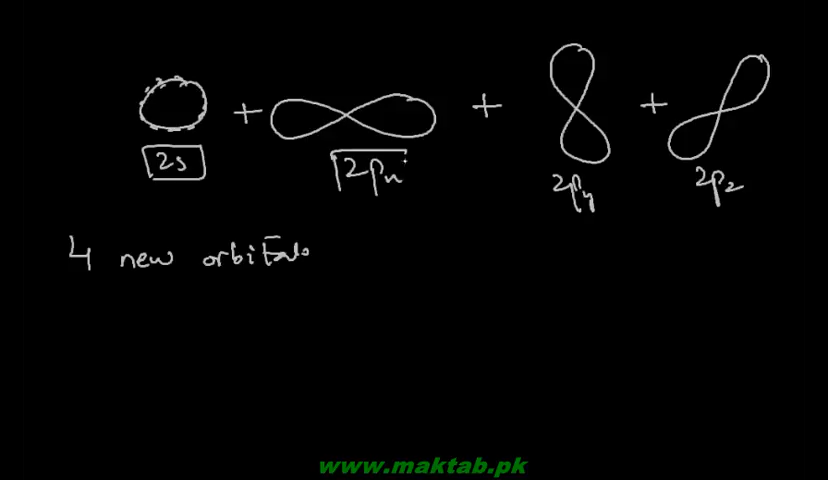 + + +
2s 2px 2py 2pz
4 new orbitals
www.maktab.pk